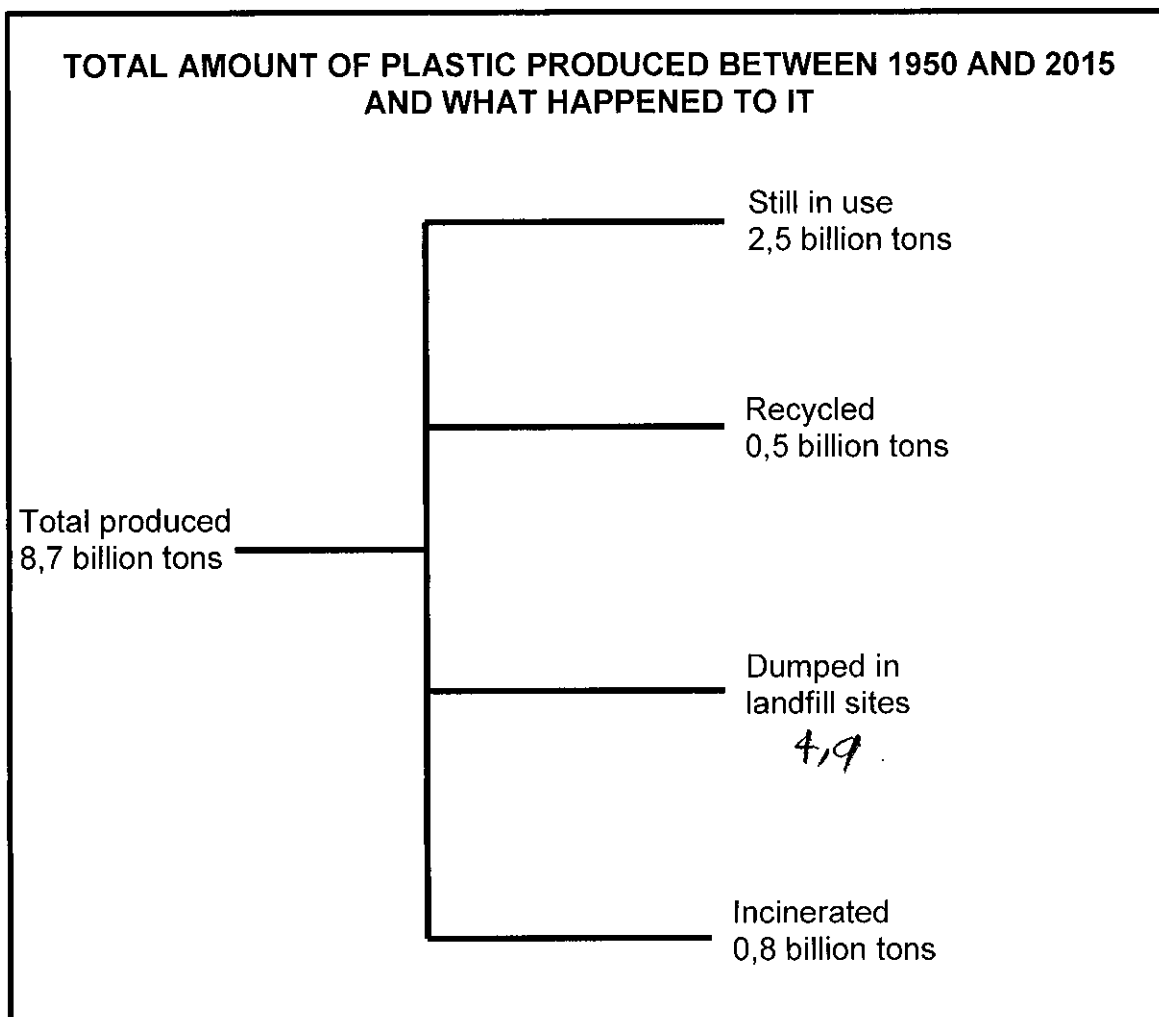 TOTAL AMOUNT OF PLASTIC PRODUCED BETWEEN 1950 AND 2015
AND WHAT HAPPENED TO IT
Still in use
2,5 billion tons
Recycled
0,5 billion tons
Total produced
8,7 billion tons
Dumped in
landfill sites
4,9
Incinerated
0,8 billion tons